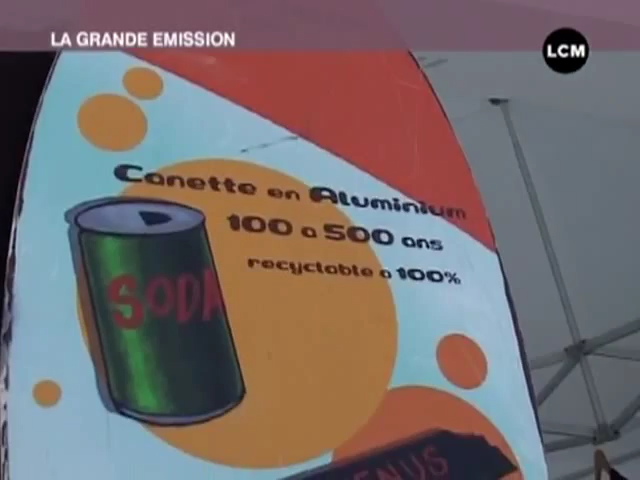 LA GRANDE EMISSION
LCM
Canette en Aluminium
100 a 500 ans
recyclable a 100%
SODA